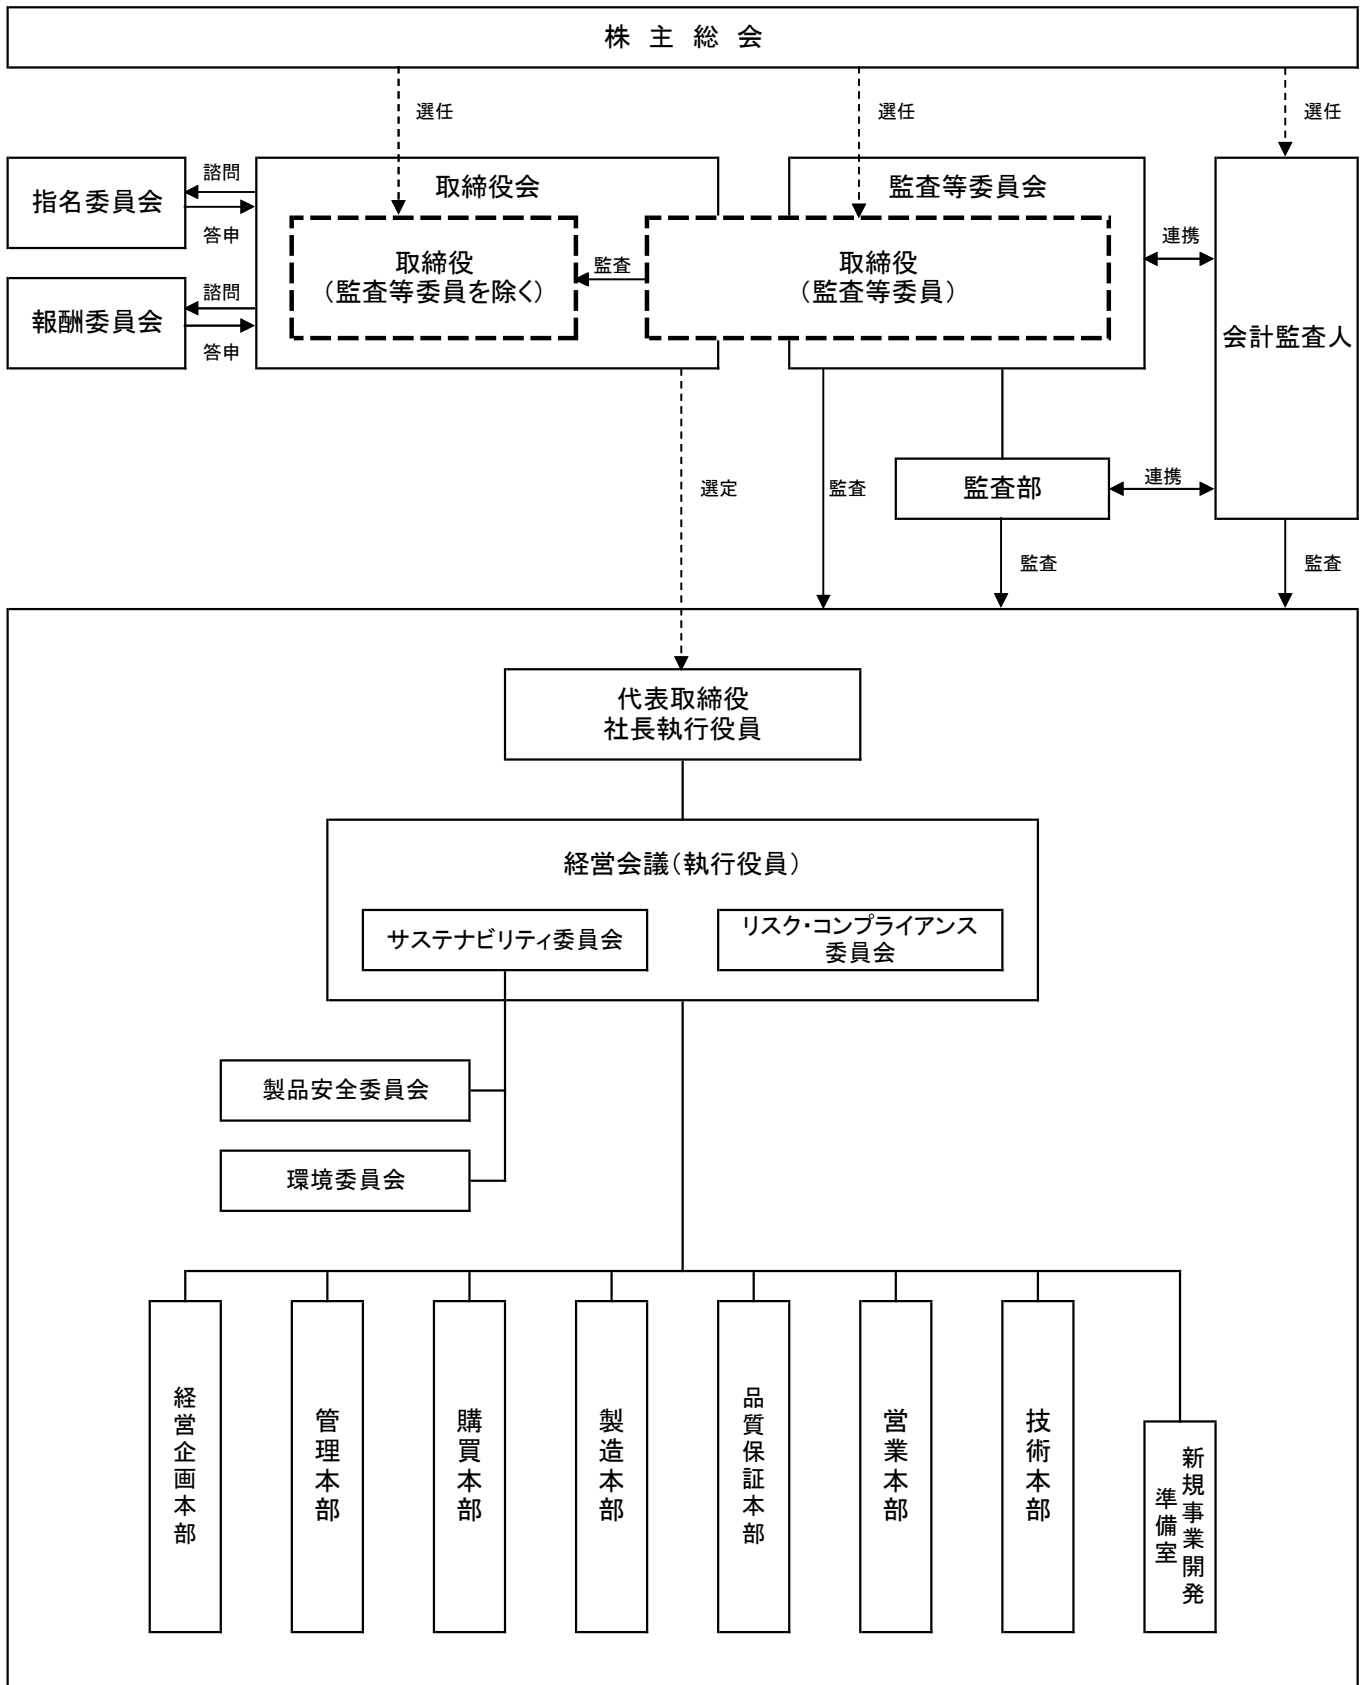 株 主 総 会
選任
選任
選任
指名委員会
諮問
答申
報酬委員会
諮問
答申
取締役会
取締役
(監査等委員を除く)
監査
監査等委員会
取締役
(監査等委員)
連携
会計監査人
選定
監査
監査部
連携
監査
監査
代表取締役
社長執行役員
経営会議(執行役員)
サステナビリティ委員会
リスク・コンプライアンス
委員会
製品安全委員会
環境委員会
経営企画本部
管理本部
購買本部
製造本部
品質保証本部
営業本部
技術本部
新規事業開発
準備室